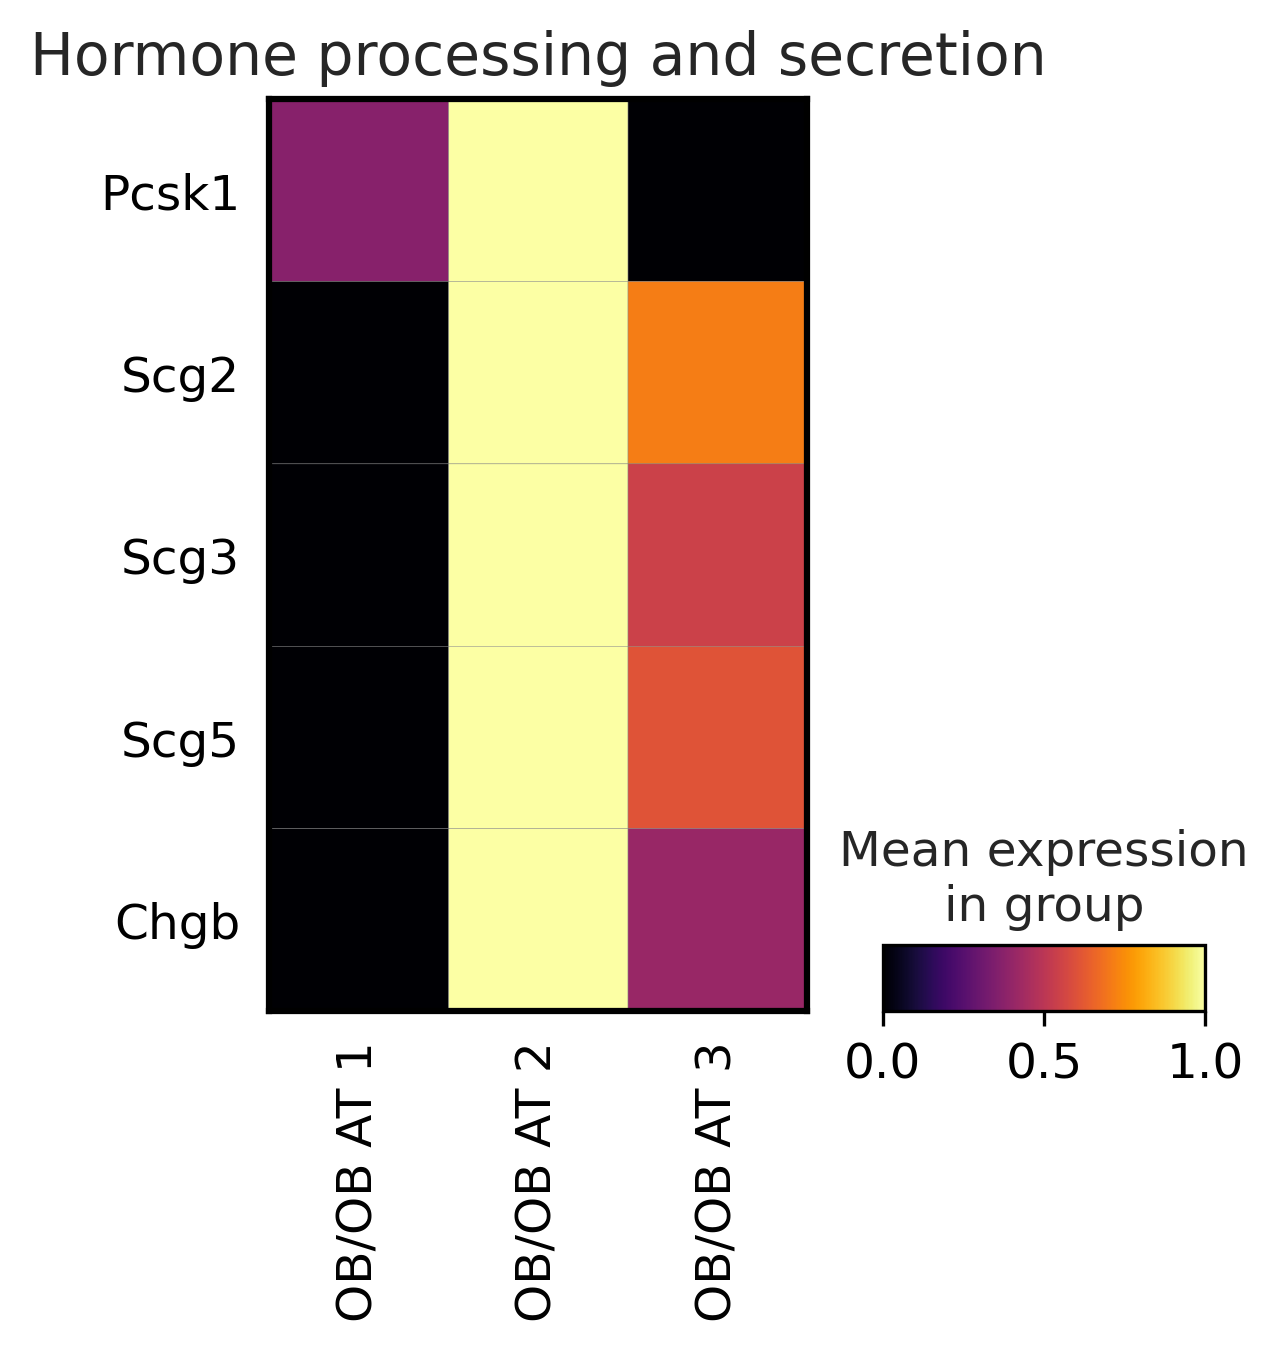 Hormone processing and secretion
Pcsk1
Scg2
Scg3
Scg5
Chgb
OB/OB AT 1
OB/OB AT 2
OB/OB AT 3
Mean expression
in group
0.0 0.5 1.0